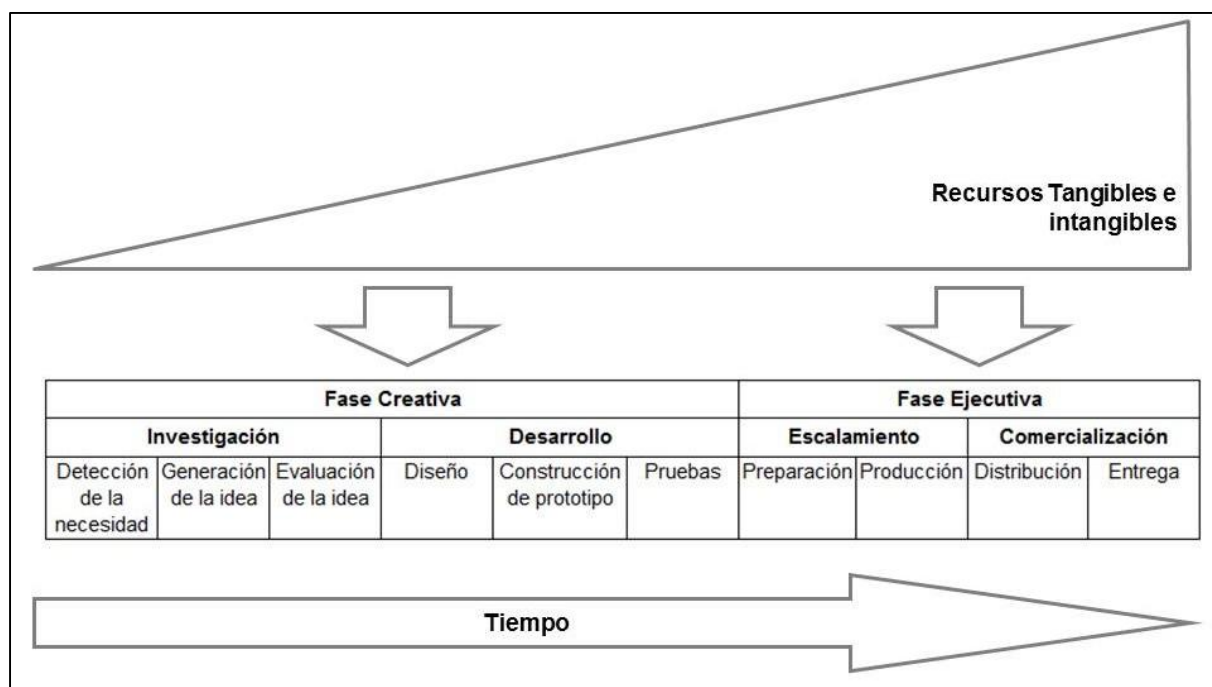 Recursos Tangibles e
intangibles
Fase Creativa
Fase Ejecutiva
Investigación
Desarrollo
Escalamiento
Comercialización
Detección
de la
necesidad
Generación
de la idea
Evaluación
de la idea
Diseño
Construcción
de prototipo
Pruebas
Preparación
Producción
Distribución
Entrega
Tiempo